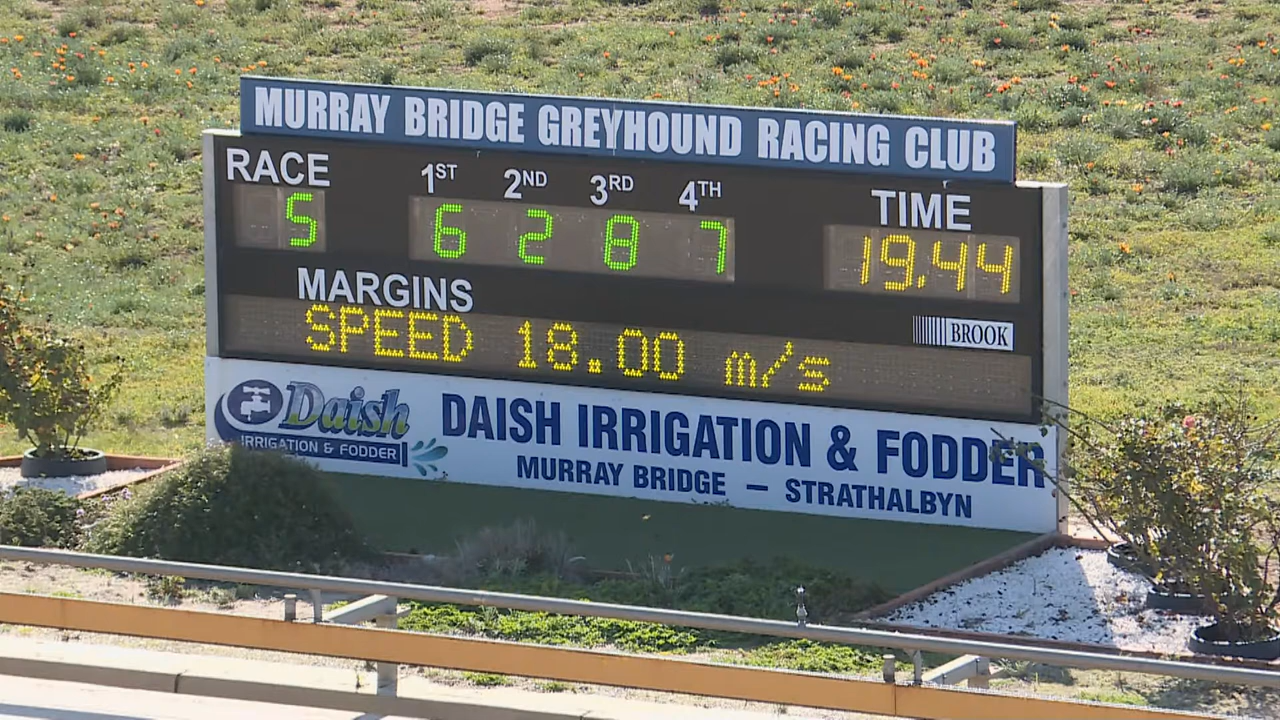 MURRAY BRIDGE GREYHOUND RACING CLUB
RACE 1ST 2ND 3RD 4TH TIME
5 6 2 8 7 19.44
MARGINS
BROOK
SPEED 18.00 m/s
Daish
IRRIGATION & FODDER
DAISH IRRIGATION & FODDER
MURRAY BRIDGE – STRATHALBYN